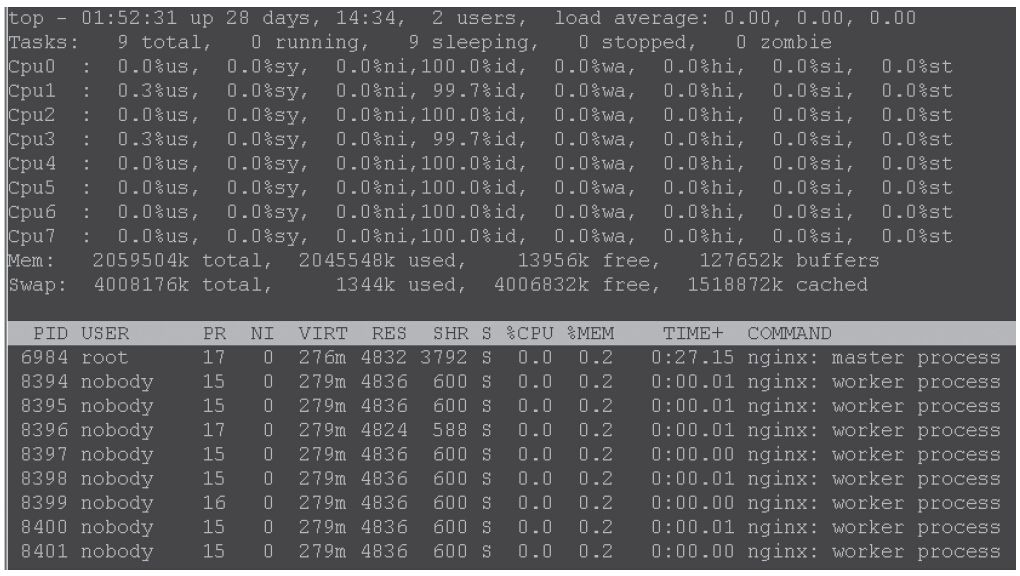 top - 01:52:31 up 28 days, 14:34,  2 users,  load average: 0.00, 0.00, 0.00
Tasks:   9 total,   0 running,   9 sleeping,   0 stopped,   0 zombie
Cpu0  :  0.0%us,  0.0%sy,  0.0%ni,100.0%id,  0.0%wa,  0.0%hi,  0.0%si,  0.0%st
Cpu1  :  0.3%us,  0.0%sy,  0.0%ni, 99.7%id,  0.0%wa,  0.0%hi,  0.0%si,  0.0%st
Cpu2  :  0.0%us,  0.0%sy,  0.0%ni,100.0%id,  0.0%wa,  0.0%hi,  0.0%si,  0.0%st
Cpu3  :  0.3%us,  0.0%sy,  0.0%ni, 99.7%id,  0.0%wa,  0.0%hi,  0.0%si,  0.0%st
Cpu4  :  0.0%us,  0.0%sy,  0.0%ni,100.0%id,  0.0%wa,  0.0%hi,  0.0%si,  0.0%st
Cpu5  :  0.0%us,  0.0%sy,  0.0%ni,100.0%id,  0.0%wa,  0.0%hi,  0.0%si,  0.0%st
Cpu6  :  0.0%us,  0.0%sy,  0.0%ni,100.0%id,  0.0%wa,  0.0%hi,  0.0%si,  0.0%st
Cpu7  :  0.0%us,  0.0%sy,  0.0%ni,100.0%id,  0.0%wa,  0.0%hi,  0.0%si,  0.0%st
Mem:   2059504k total,  2045548k used,    13956k free,   127652k buffers
Swap:  4008176k total,     1344k used,  4006832k free,  1518872k cached
PID USER      PR  NI  VIRT  RES  SHR S %CPU %MEM    TIME+  COMMAND
6984 root      17   0  276m 4832 3792 S  0.0  0.2   0:27.15 nginx: master process
8394 nobody    15   0  279m 4836  600 S  0.0  0.2   0:00.01 nginx: worker process
8395 nobody    15   0  279m 4836  600 S  0.0  0.2   0:00.01 nginx: worker process
8396 nobody    17   0  279m 4824  588 S  0.0  0.2   0:00.01 nginx: worker process
8397 nobody    15   0  279m 4836  600 S  0.0  0.2   0:00.00 nginx: worker process
8398 nobody    15   0  279m 4836  600 S  0.0  0.2   0:00.01 nginx: worker process
8399 nobody    16   0  279m 4836  600 S  0.0  0.2   0:00.00 nginx: worker process
8400 nobody    15   0  279m 4836  600 S  0.0  0.2   0:00.01 nginx: worker process
8401 nobody    15   0  279m 4836  600 S  0.0  0.2   0:00.00 nginx: worker process